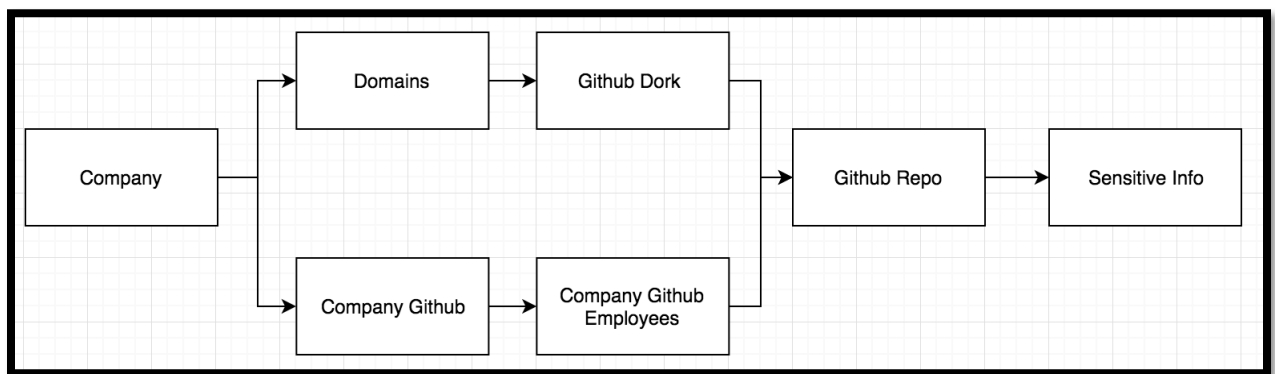 Domains
Github Dork
Company
Github Repo
Sensitive Info
Company Github
Company Github
Employees